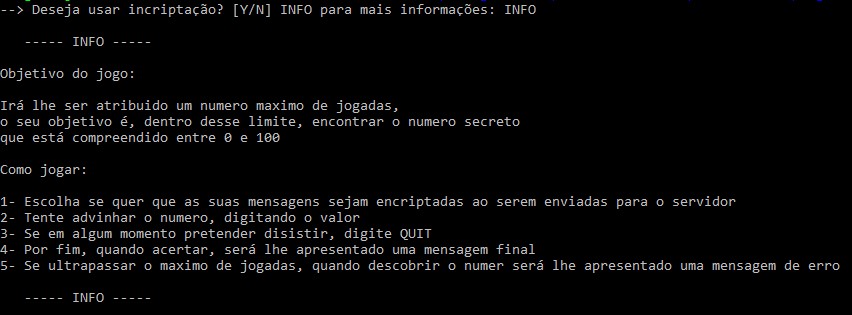 --> Deseja usar incriptação? [Y/N] INFO para mais informações: INFO
----- INFO -----
Objetivo do jogo:
Irá lhe ser atribuido um numero maximo de jogadas,
o seu objetivo é, dentro desse limite, encontrar o numero secreto
que está compreendido entre 0 e 100
Como jogar:
1- Escolha se quer que as suas mensagens sejam encriptadas ao serem enviadas para o servidor
2- Tente advinhar o numero, digitando o valor
3- Se em algum momento pretender disistir, digite QUIT
4- Por fim, quando acertar, será lhe apresentado uma mensagem final
5- Se ultrapassar o maximo de jogadas, quando descobrir o numer será lhe apresentado uma mensagem de erro
----- INFO -----